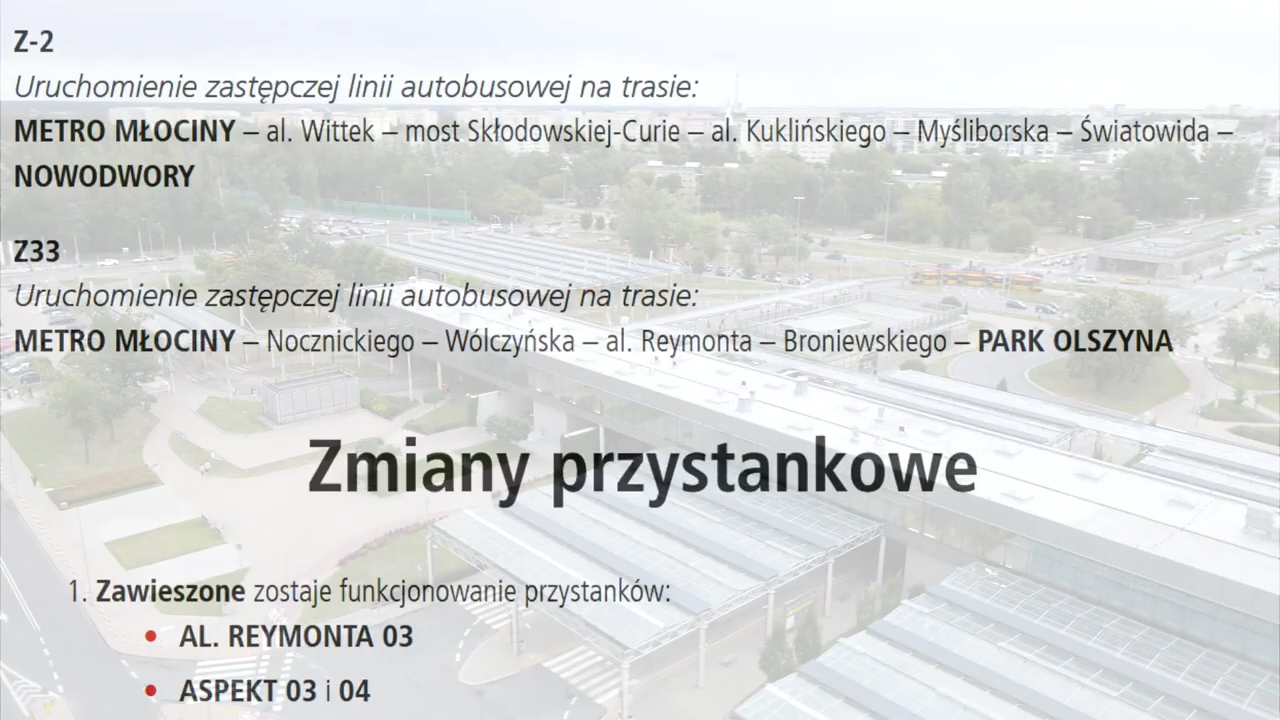 Z-2
Uruchomienie zastępczej linii autobusowej na trasie:
METRO MŁOCINY – al. Wittek – most Skłodowskiej-Curie – al. Kuklińskiego – Myśliborska – Światowida –
NOWODWORY
Z33
Uruchomienie zastępczej linii autobusowej na trasie:
METRO MŁOCINY – Nocznickiego – Wólczyńska – al. Reymonta – Broniewskiego – PARK OLSZYNA
Zmiany przystankowe
1. Zawieszone zostaje funkcjonowanie przystanków:
• AL. REYMONTA 03
• ASPEKT 03 i 04